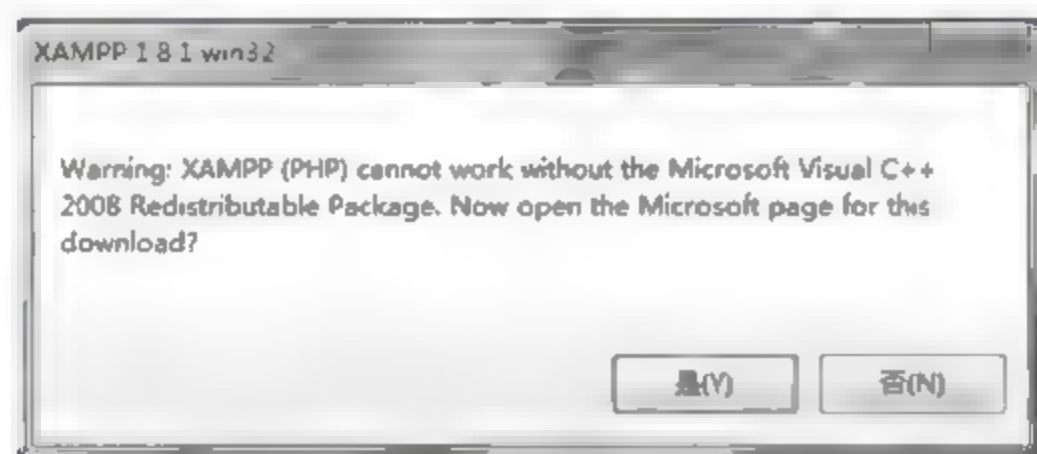 XAMPP 1 8 1 win32
Warning: XAMPP (PHP) cannot work without the Microsoft Visual C++
2008 Redistributable Package. Now open the Microsoft page for this
download?
是(Y)
否(N)